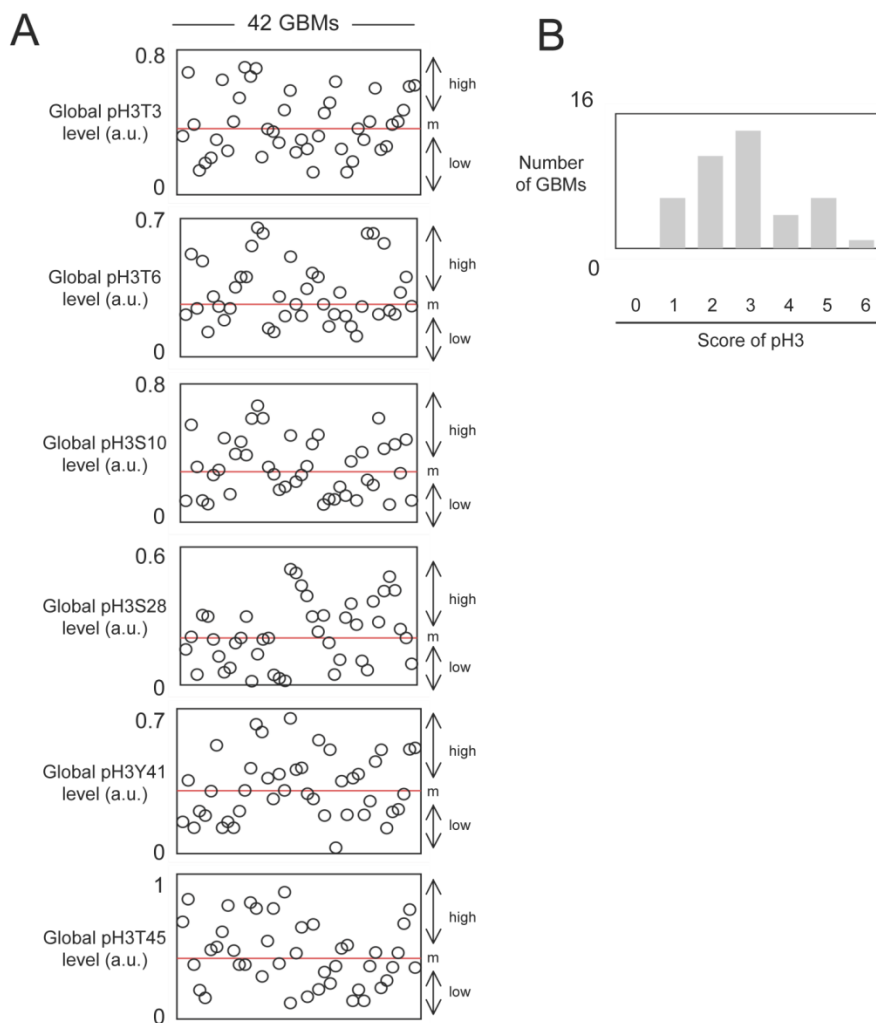 A
42 GBMs
0.8
Global pH3T3
level (a.u.)
0
high
m
low
0.7
Global pH3T6
level (a.u.)
0
high
m
low
0.8
Global pH3S10
level (a.u.)
0
high
m
low
0.6
Global pH3S28
level (a.u.)
0
high
m
low
0.7
Global pH3Y41
level (a.u.)
0
high
m
low
1
Global pH3T45
level (a.u.)
0
high
m
low
B
16
Number
of GBMs
0
0 1 2 3 4 5 6
Score of pH3